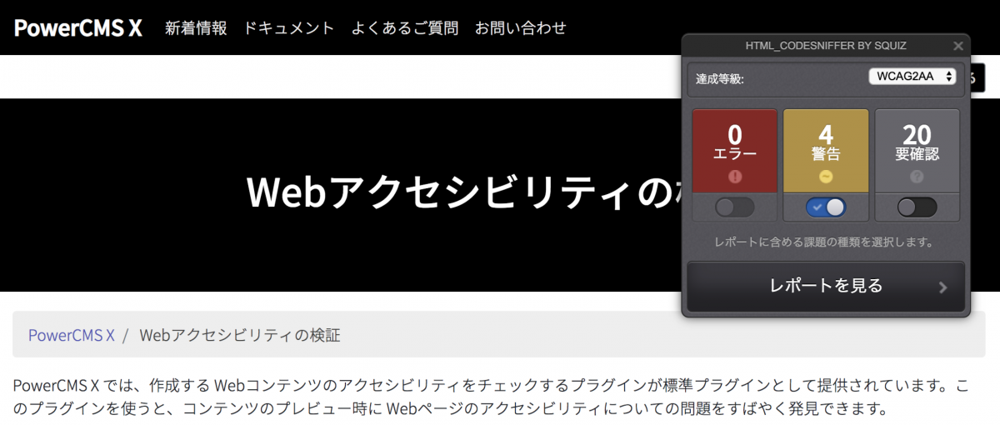 PowerCMS X 新着情報 ドキュメント よくあるご質問 お問い合わせ
HTML_CODESNIFFER BY SQUIZ
達成等級:
WCAG2AA
0
エラー
4
警告
20
要確認
レポートに含める課題の種類を選択します。
レポートを見る
Webアクセシビリティの
PowerCMS X / Webアクセシビリティの検証
PowerCMS X では、作成する Webコンテンツのアクセシビリティをチェックするプラグインが標準プラグインとして提供されています。こ
のプラグインを使うと、コンテンツのプレビュー時に Webページのアクセシビリティについての問題をすばやく発見できます。